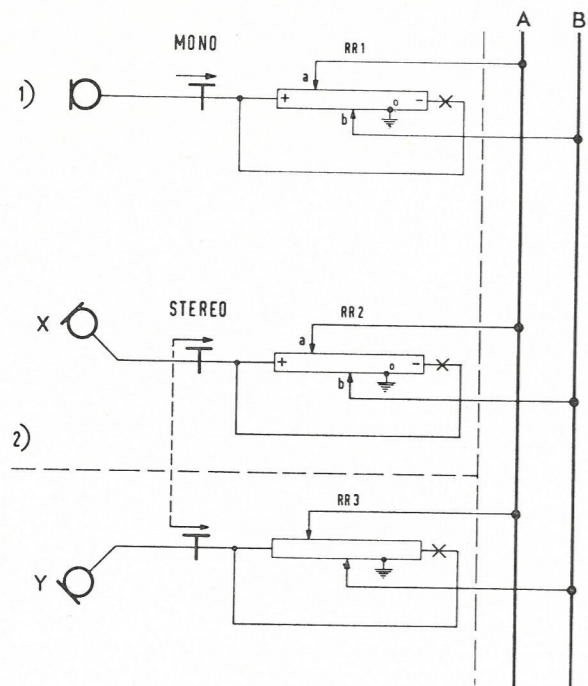 A B
MONO
RR1
1)
a
+ o -
b
X
STEREO
RR2
a
+ o -
b
2)
RR3
Y